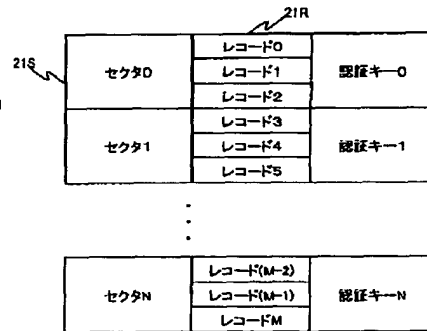 21R
21S
セクタ0
レコード0
レコード1
レコード2
認証キー0
セクタ1
レコード3
レコード4
レコード5
認証キー1
セクタN
レコード(M-2)
レコード(M-1)
レコードM
認証キーN